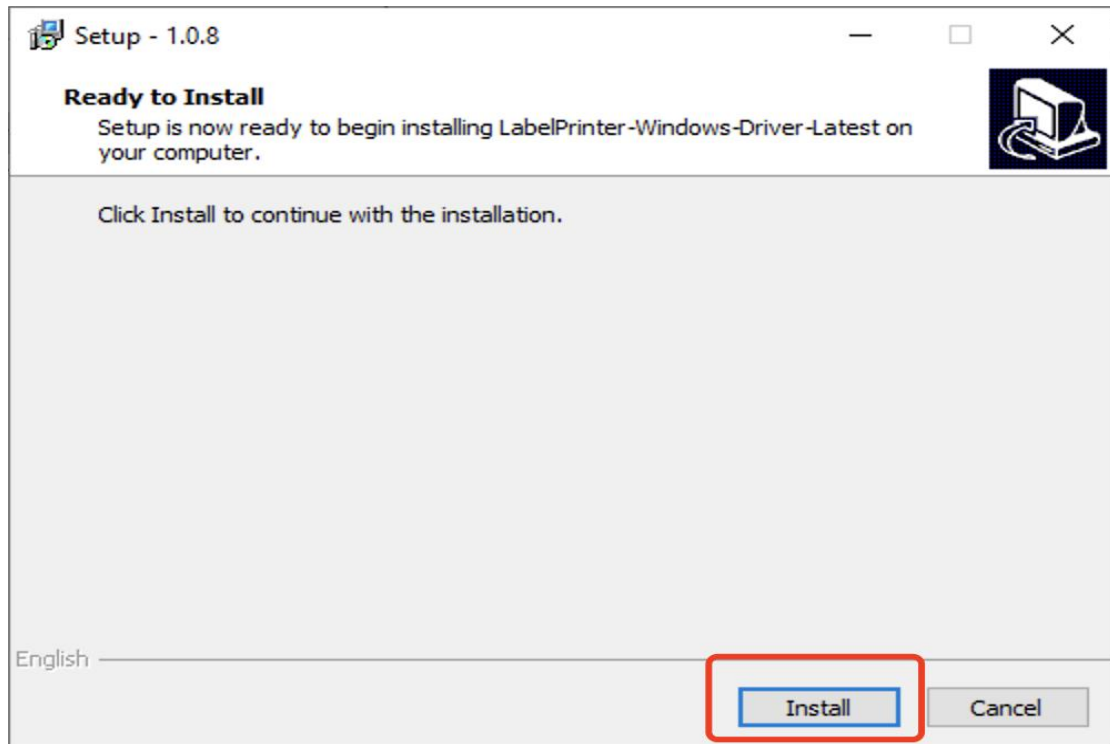 Setup - 1.0.8
Ready to Install
Setup is now ready to begin installing LabelPrinter-Windows-Driver-Latest on
your computer.
Click Install to continue with the installation.
English
Install
Cancel